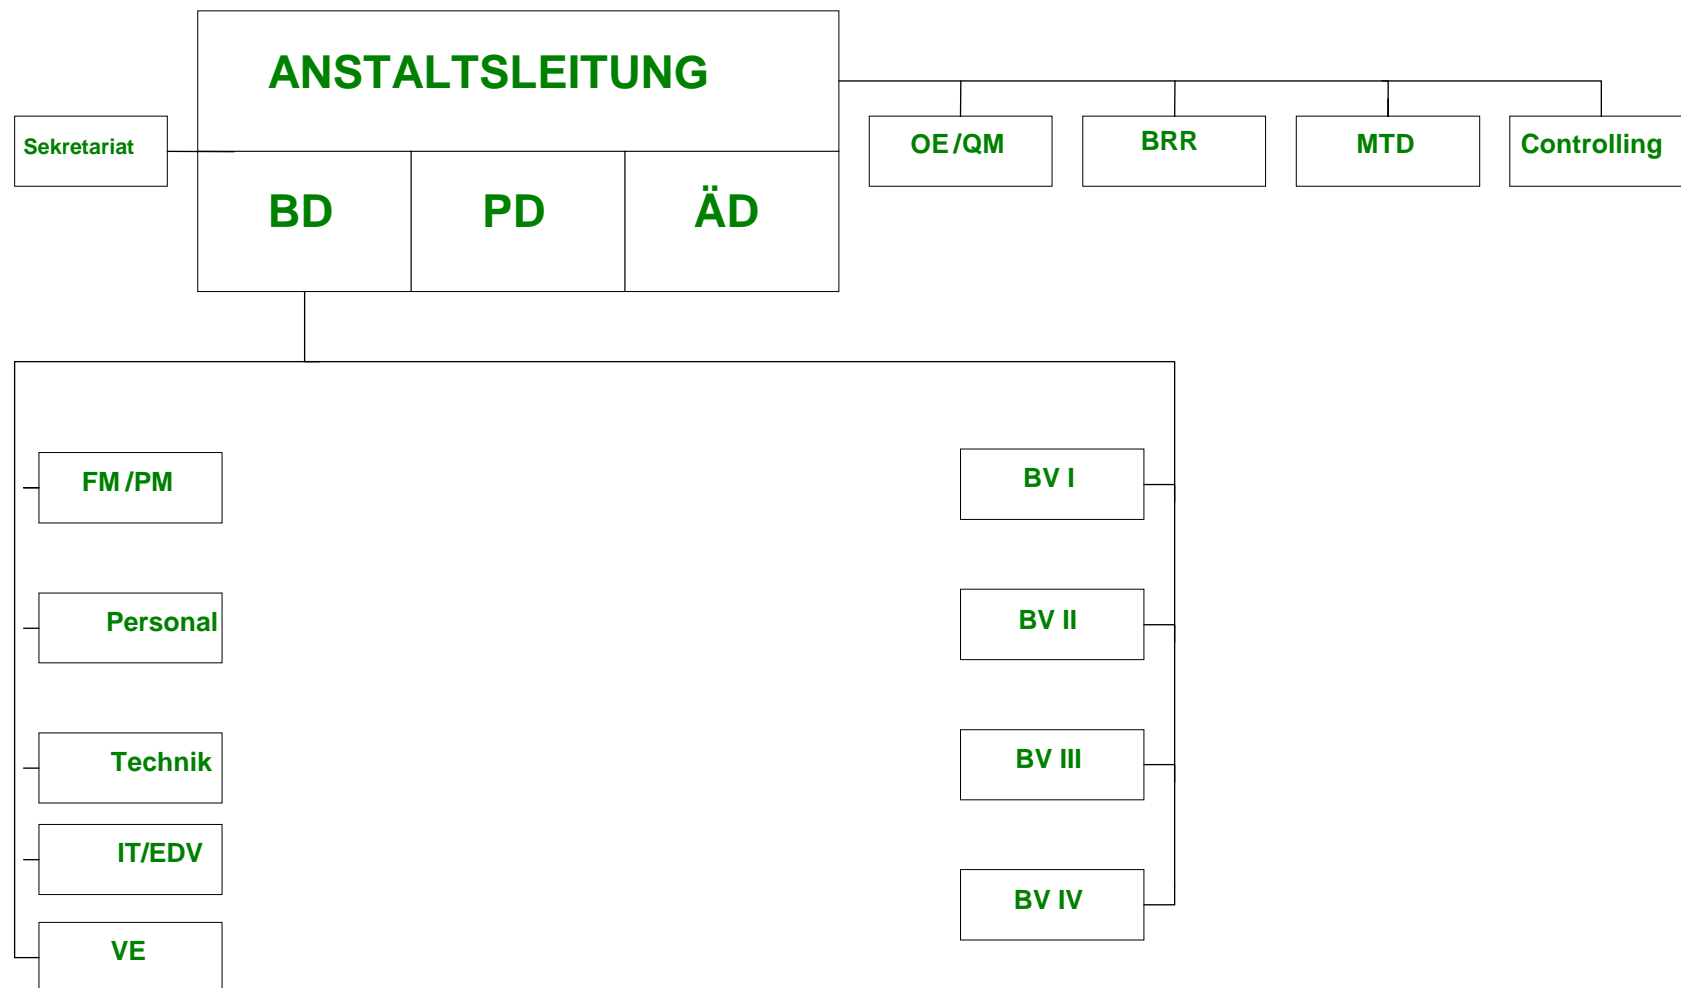 ANSTALTSLEITUNG
Sekretariat
OE/QM
BRR
MTD
Controlling
BD
PD
ÄD
FM/PM
Personal
Technik
IT/EDV
VE
BV I
BV II
BV III
BV IV